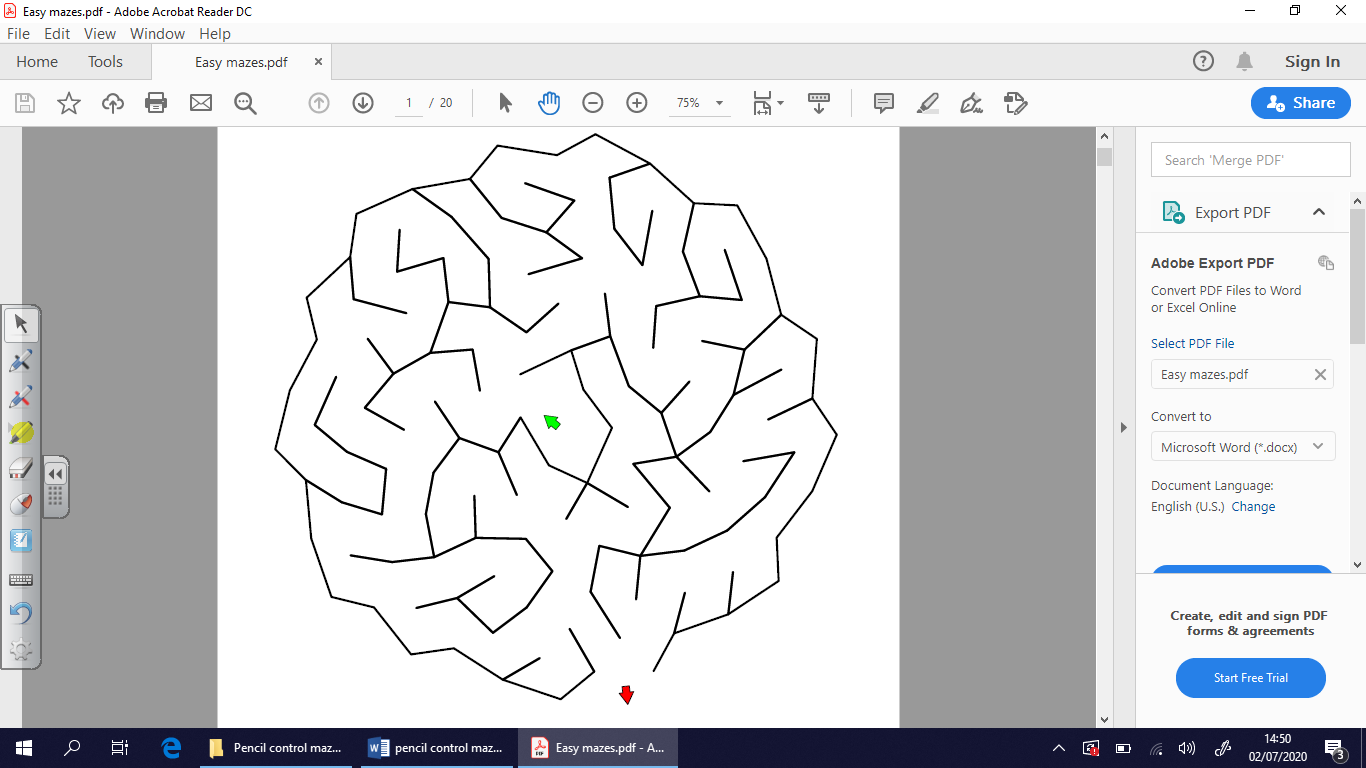 Easy mazes.pdf - Adobe Acrobat Reader DC
File Edit View Window Help
Home Tools Easy mazes.pdf × Sign In
1 / 20 75% Share
Search 'Merge PDF'
Export PDF
Adobe Export PDF
Convert PDF Files to Word
or Excel Online
Select PDF File
Easy mazes.pdf
Convert to
Microsoft Word (*.docx)
Document Language:
English (U.S.) Change
Create, edit and sign PDF
forms & agreements
Start Free Trial
Pencil control maz... pencil control maz... Easy mazes.pdf - A...
14:50
02/07/2020
3